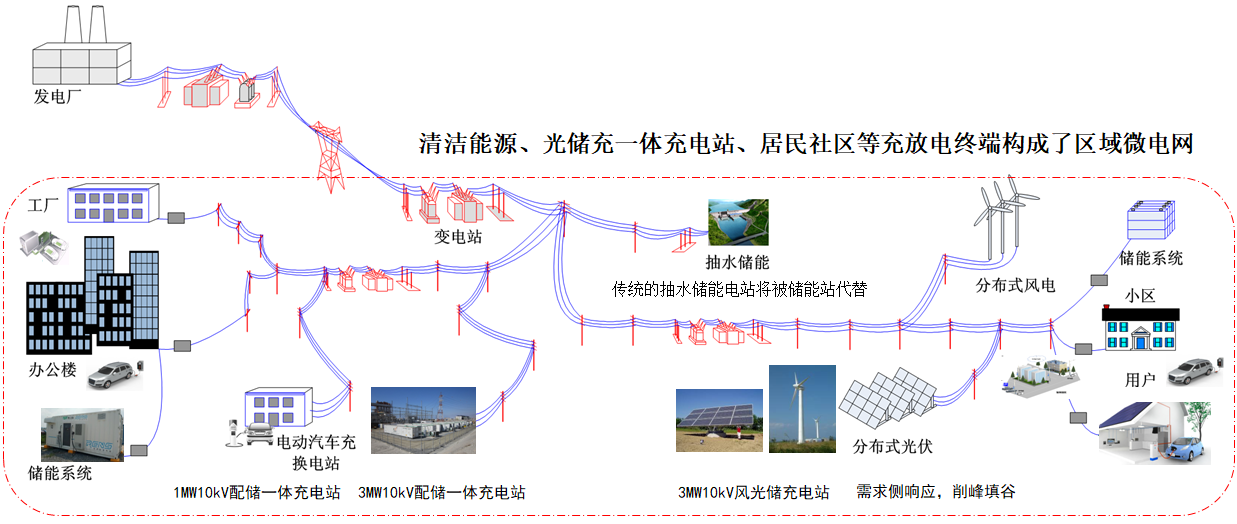 发电厂
清洁能源、光储充一体充电站、居民社区等充放电终端构成了区域微电网
工厂
变电站
抽水储能
传统的抽水储能电站将被储能站代替
分布式风电
储能系统
小区
办公楼
用户
储能系统
电动汽车充
换电站
分布式光伏
1MW10kV配储一体充电站
3MW10kV配储一体充电站
3MW10kV风光储充电站
需求侧响应，削峰填谷